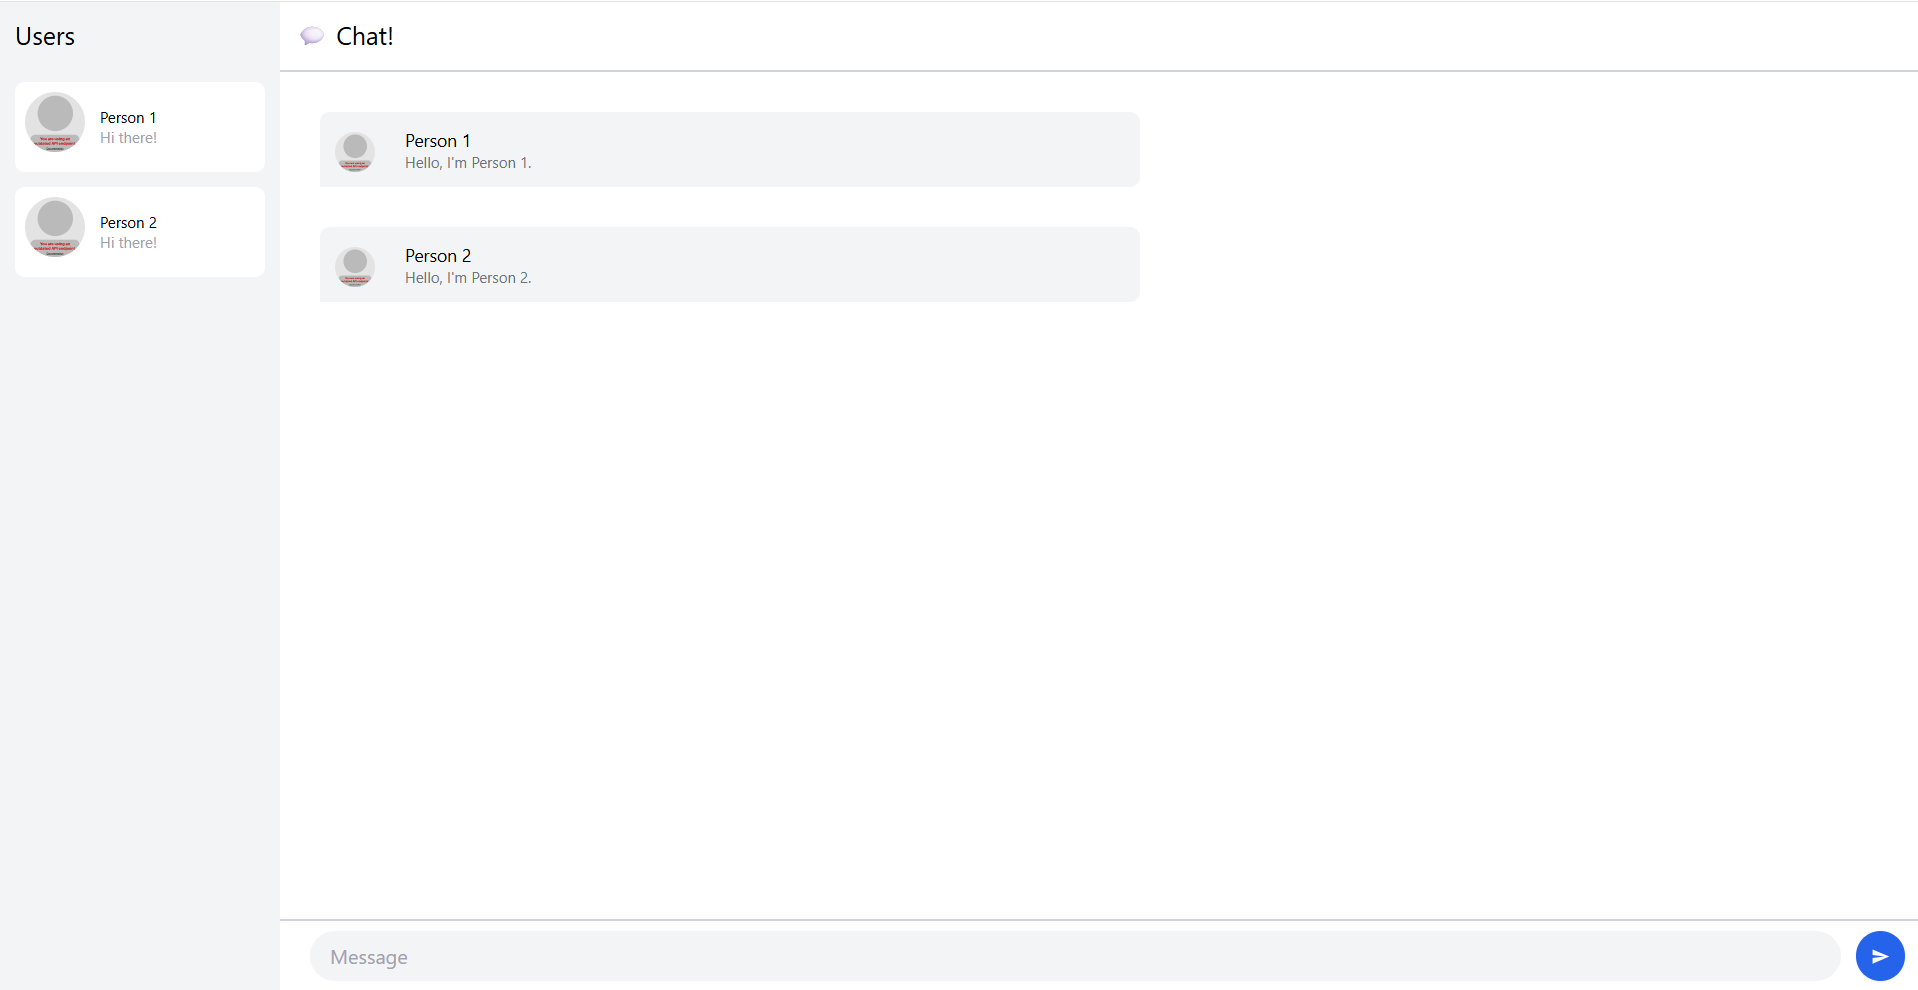 Users
Person 1
Hi there!
Person 2
Hi there!
Chat!
Person 1
Hello, I'm Person 1.
Person 2
Hello, I'm Person 2.
Message